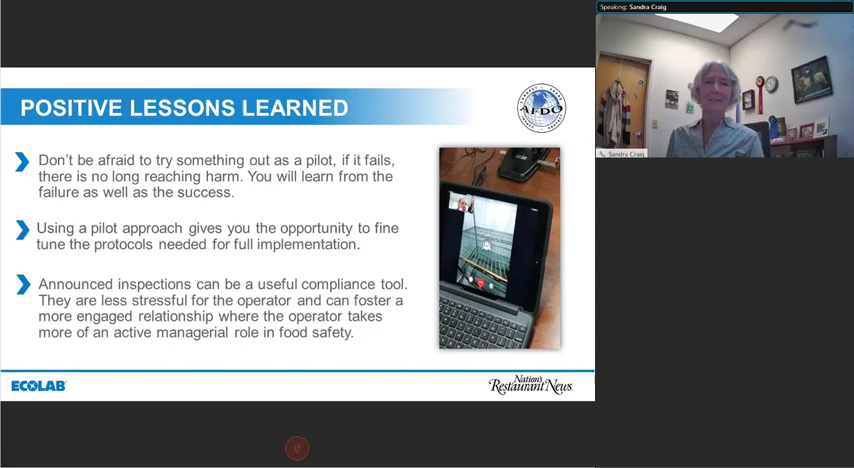 Speaking: Sandra Craig
POSITIVE LESSONS LEARNED
AFDO
Don't be afraid to try something out as a pilot, if it fails,
there is no long reaching harm. You will learn from the
failure as well as the success.
Using a pilot approach gives you the opportunity to fine
tune the protocols needed for full implementation.
Announced inspections can be a useful compliance tool.
They are less stressful for the operator and can foster a
more engaged relationship where the operator takes
more of an active managerial role in food safety.
Sandra Craig
ECOLAB
Nation's
Restaurant News